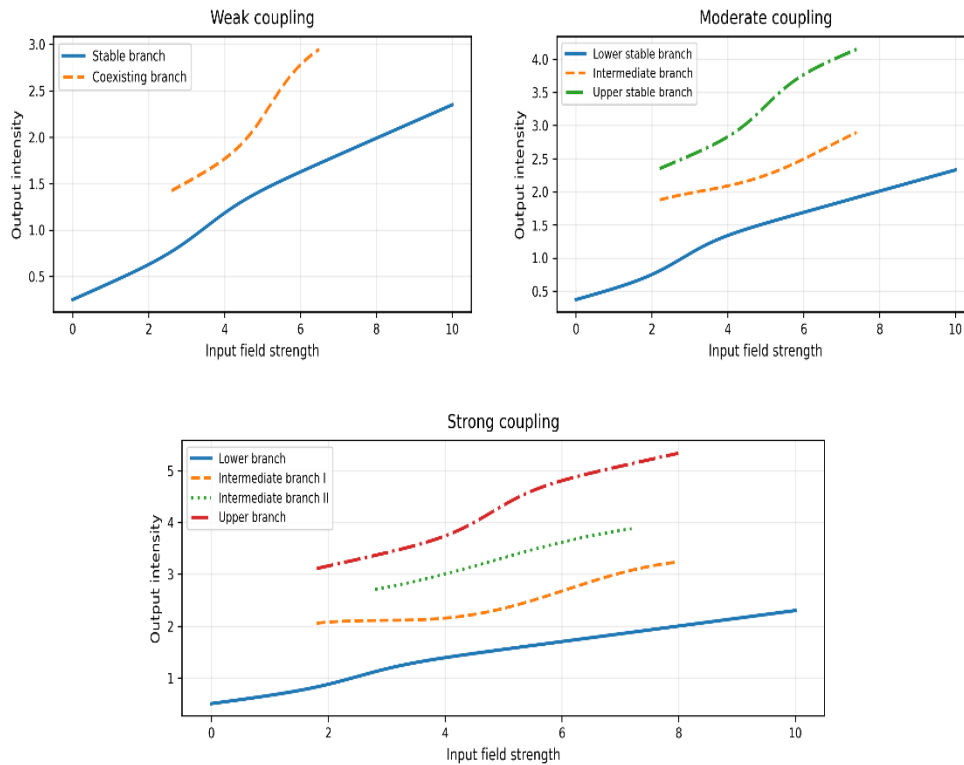 Weak coupling
3.0
2.5
2.0
1.5
1.0
0.5
Output intensity
Stable branch
Coexisting branch
0 2 4 6 8 10
Input field strength
Moderate coupling
4.0
3.5
3.0
2.5
2.0
1.5
1.0
0.5
Output intensity
Lower stable branch
Intermediate branch
Upper stable branch
0 2 4 6 8 10
Input field strength
Strong coupling
5
4
3
2
1
Output intensity
Lower branch
Intermediate branch I
Intermediate branch II
Upper branch
0 2 4 6 8 10
Input field strength